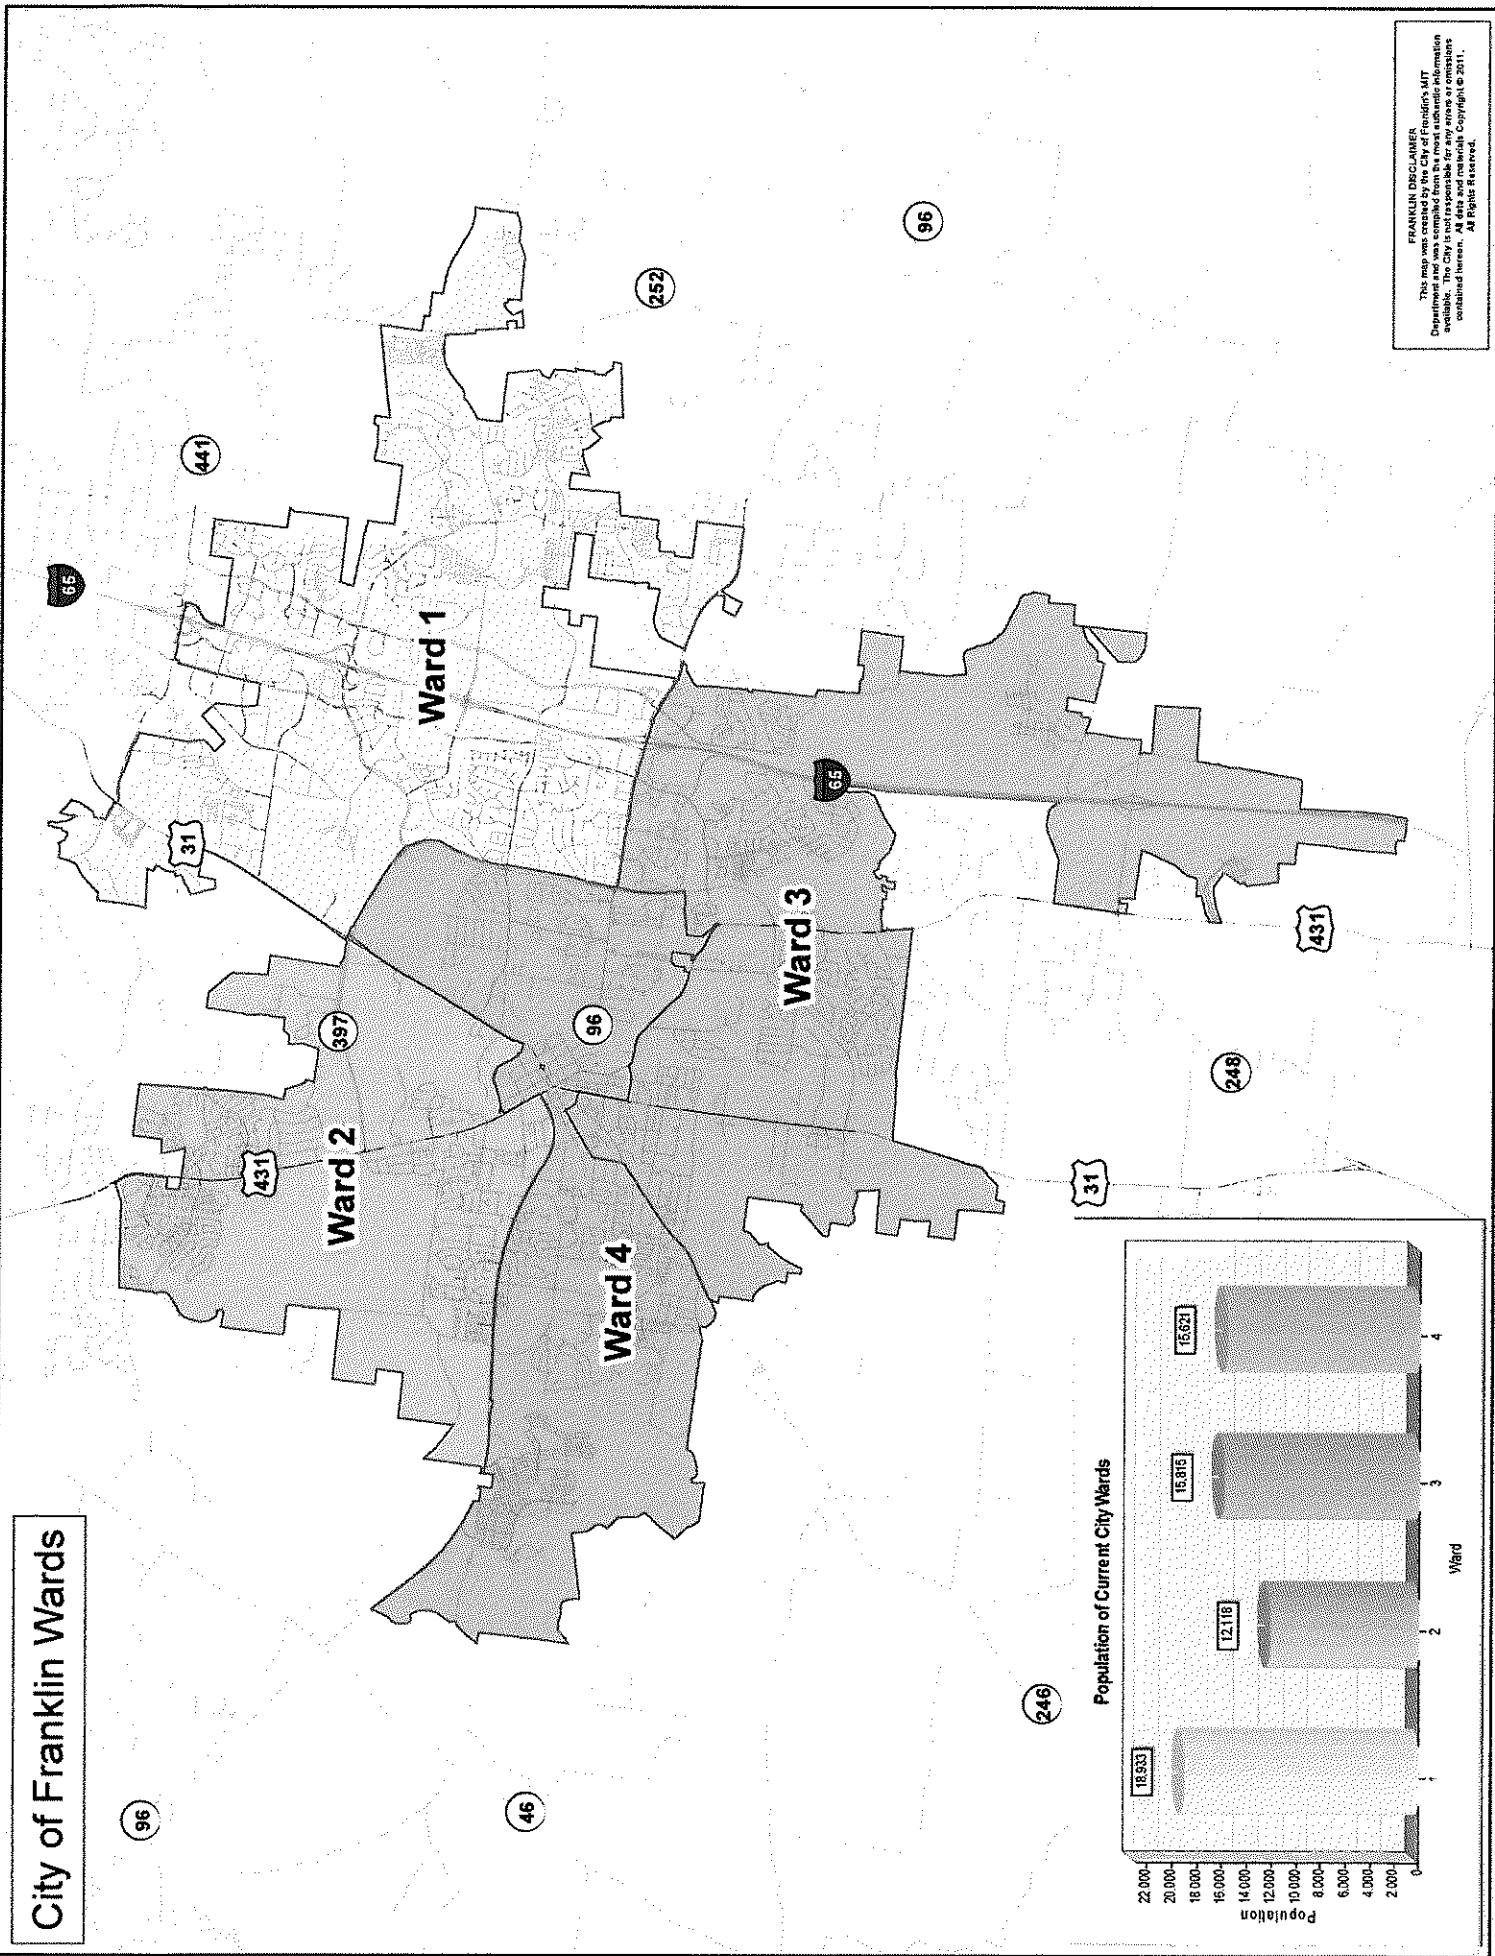 City of Franklin Wards
96
46
246
Ward 2
431
397
31
65
441
Ward 1
252
96
Ward 4
96
Ward 3
65
431
248
31
Population of Current City Wards
Population
22.000
20.000
18.000
16.000
14.000
12.000
10.000
8.000
6.000
4.000
2.000
0
18,933
12,118
15,815
15,621
1
2
3
4
Ward
FRANKLIN DISCLAIMER
This map was created by the City of Franklin's MIT
Department and was compiled from the most authentic information
available. The City is not responsible for any errors or omissions
contained hereon. All data and materials Copyright © 2011.
All Rights Reserved.